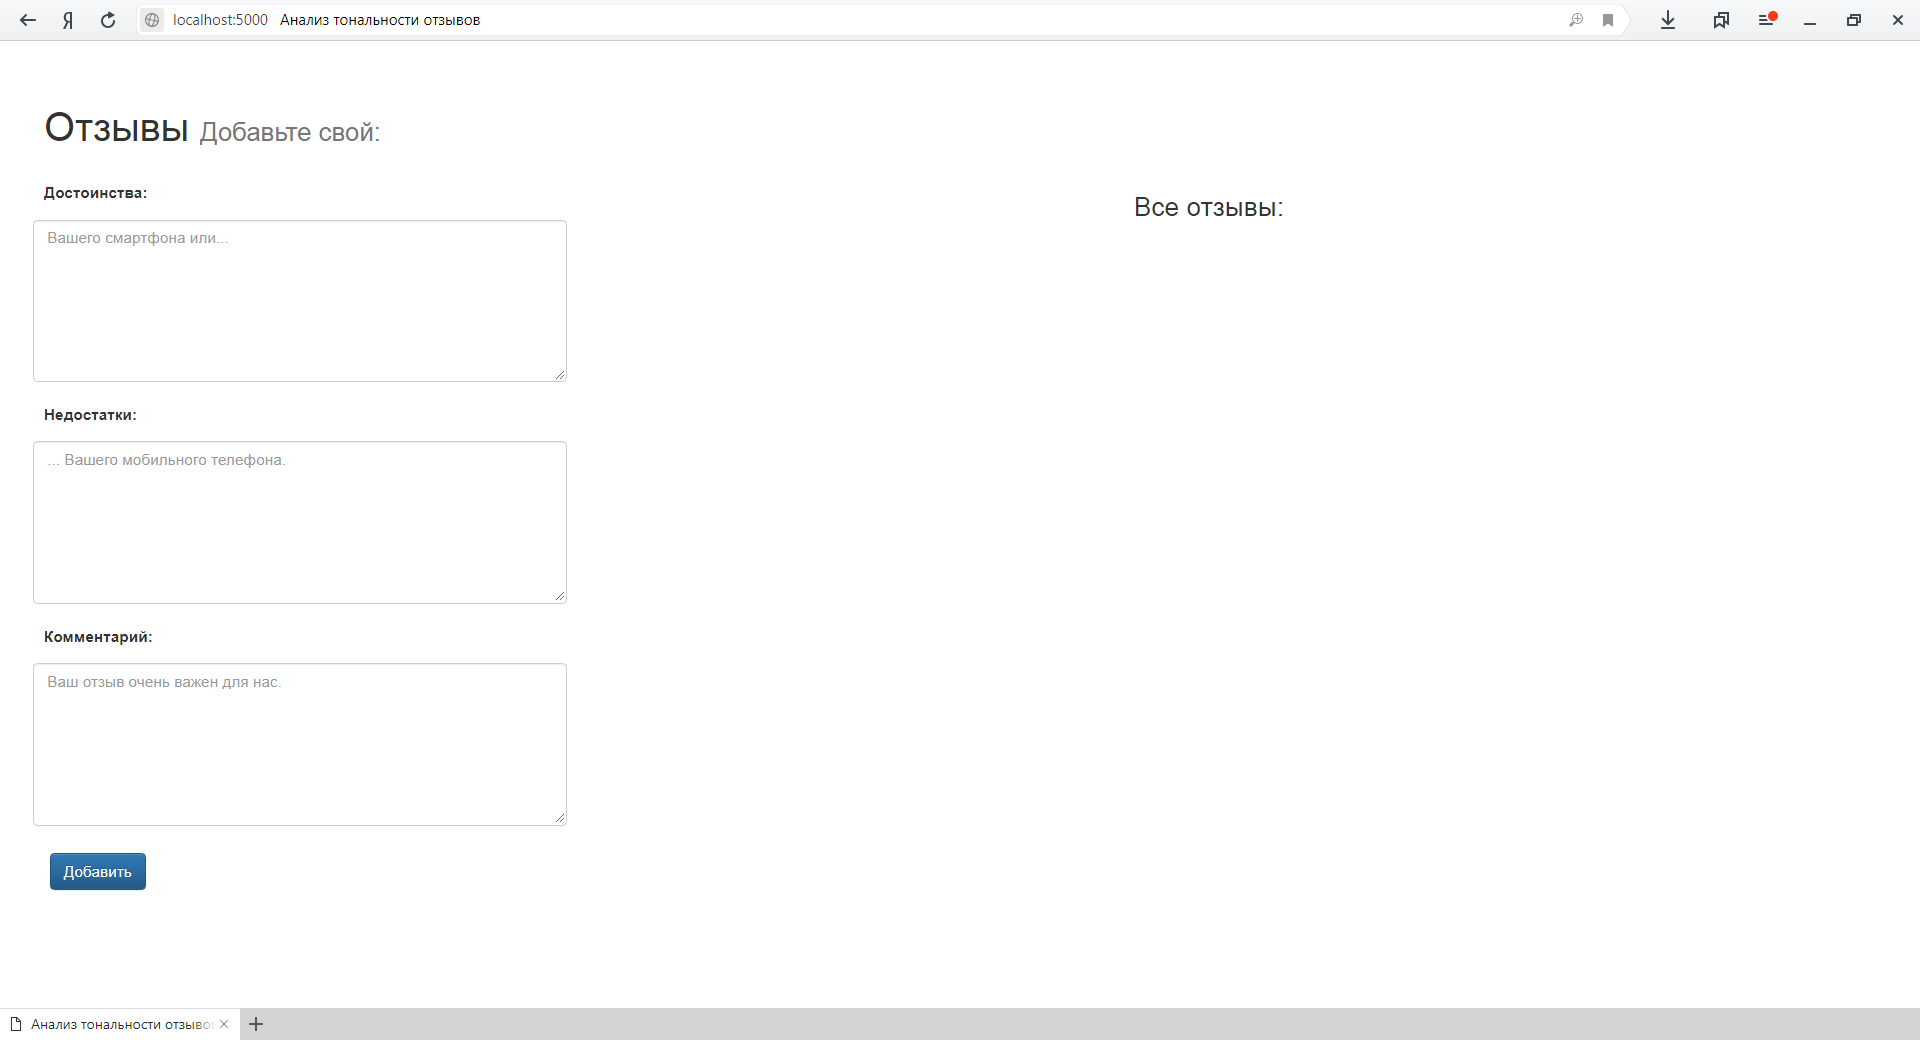 Я localhost:5000 Анализ тональности отзывов
Отзывы Добавьте свой:
Достоинства:
Вашего смартфона или...
Недостатки:
... Вашего мобильного телефона.
Комментарий:
Ваш отзыв очень важен для нас.
Добавить
Все отзывы:
Анализ тональности отзыво